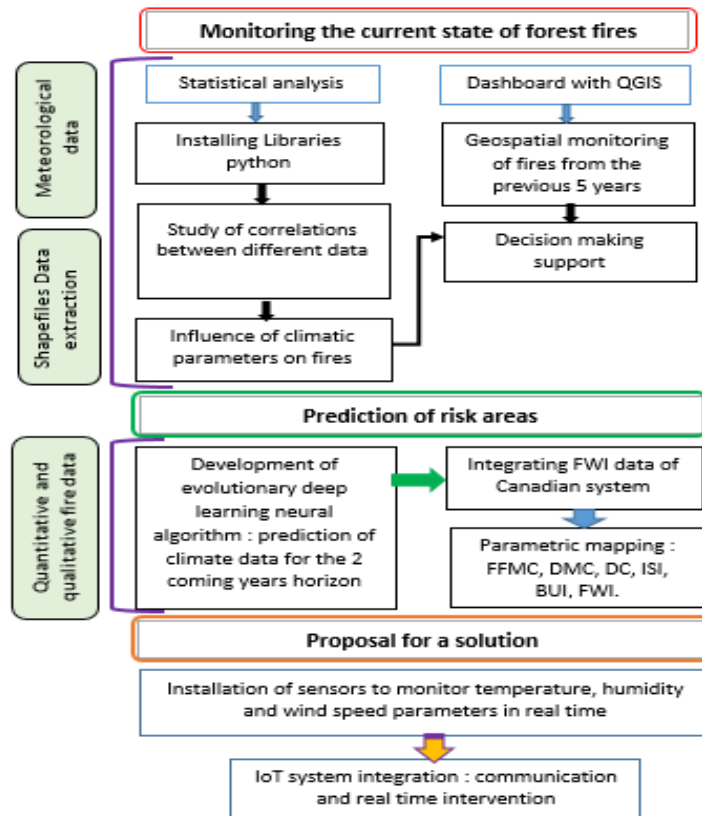 Monitoring the current state of forest fires
Meteorological
data
Statistical analysis
Dashboard with QGIS
Installing Libraries
python
Geospatial monitoring
of fires from the
previous 5 years
Shapefiles Data
extraction
Study of correlations
between different data
Decision making
support
Influence of climatic
parameters on fires
Prediction of risk areas
Quantitative and
qualitative fire data
Development of
evolutionary deep
learning neural
algorithm : prediction of
climate data for the 2
coming years horizon
Integrating FWI data of
Canadian system
Parametric mapping :
FFMC, DMC, DC, ISI,
BUI, FWI.
Proposal for a solution
Installation of sensors to monitor temperature, humidity
and wind speed parameters in real time
IoT system integration : communication
and real time intervention